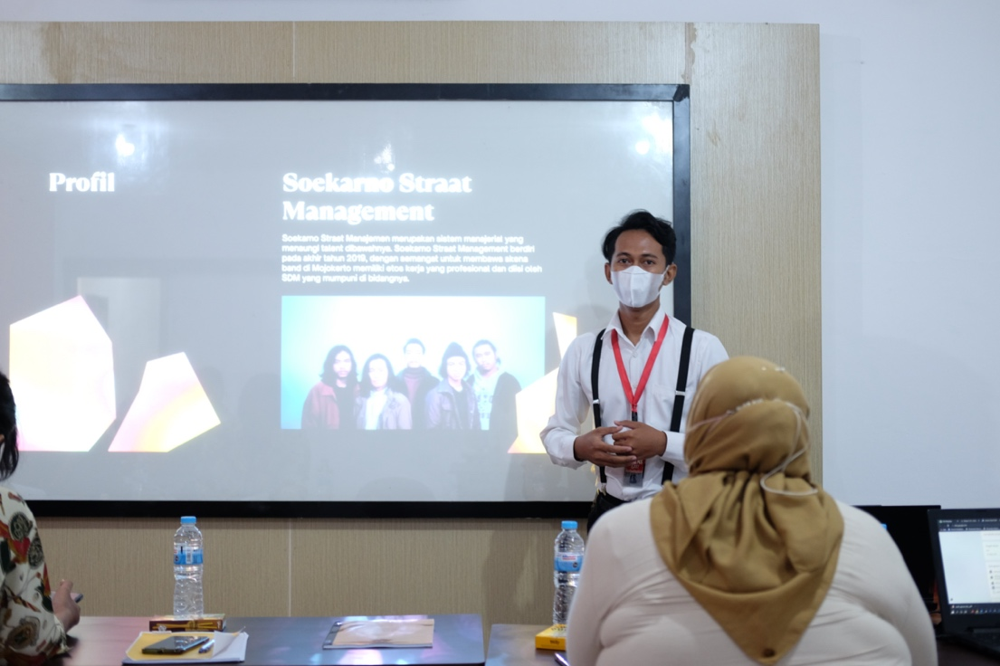 Profil
Soekarno Straat
Management
Soekarno Straat Manajemen merupakan sistem manajerial yang
menaungi talent dibawahnya. Soekarno Straat Management berdiri
pada akhir tahun 2019, dengan semangat untuk membawa skena
band di Mojokerto memiliki etos kerja yang profesional dan diisi oleh
SDM yang mumpuni di bidangnya.